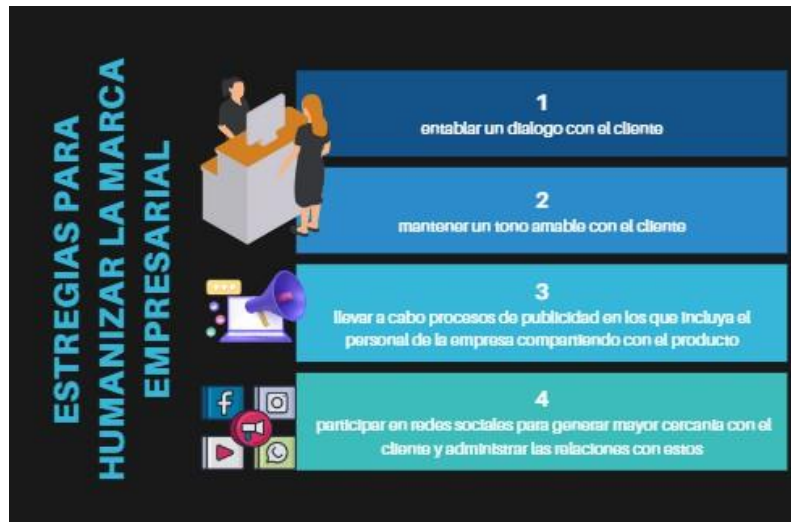 ESTREGIAS PARA
HUMANIZAR LA MARCA
EMPRESARIAL
1
entablar un dialogo con el cliente
2
mantener un tono amable con el cliente
3
llevar a cabo procesos de publicidad en los que incluya el
personal de la empresa compartiendo con el producto
4
participar en redes sociales para generar mayor cercanía con el
cliente y administrar las relaciones con estos